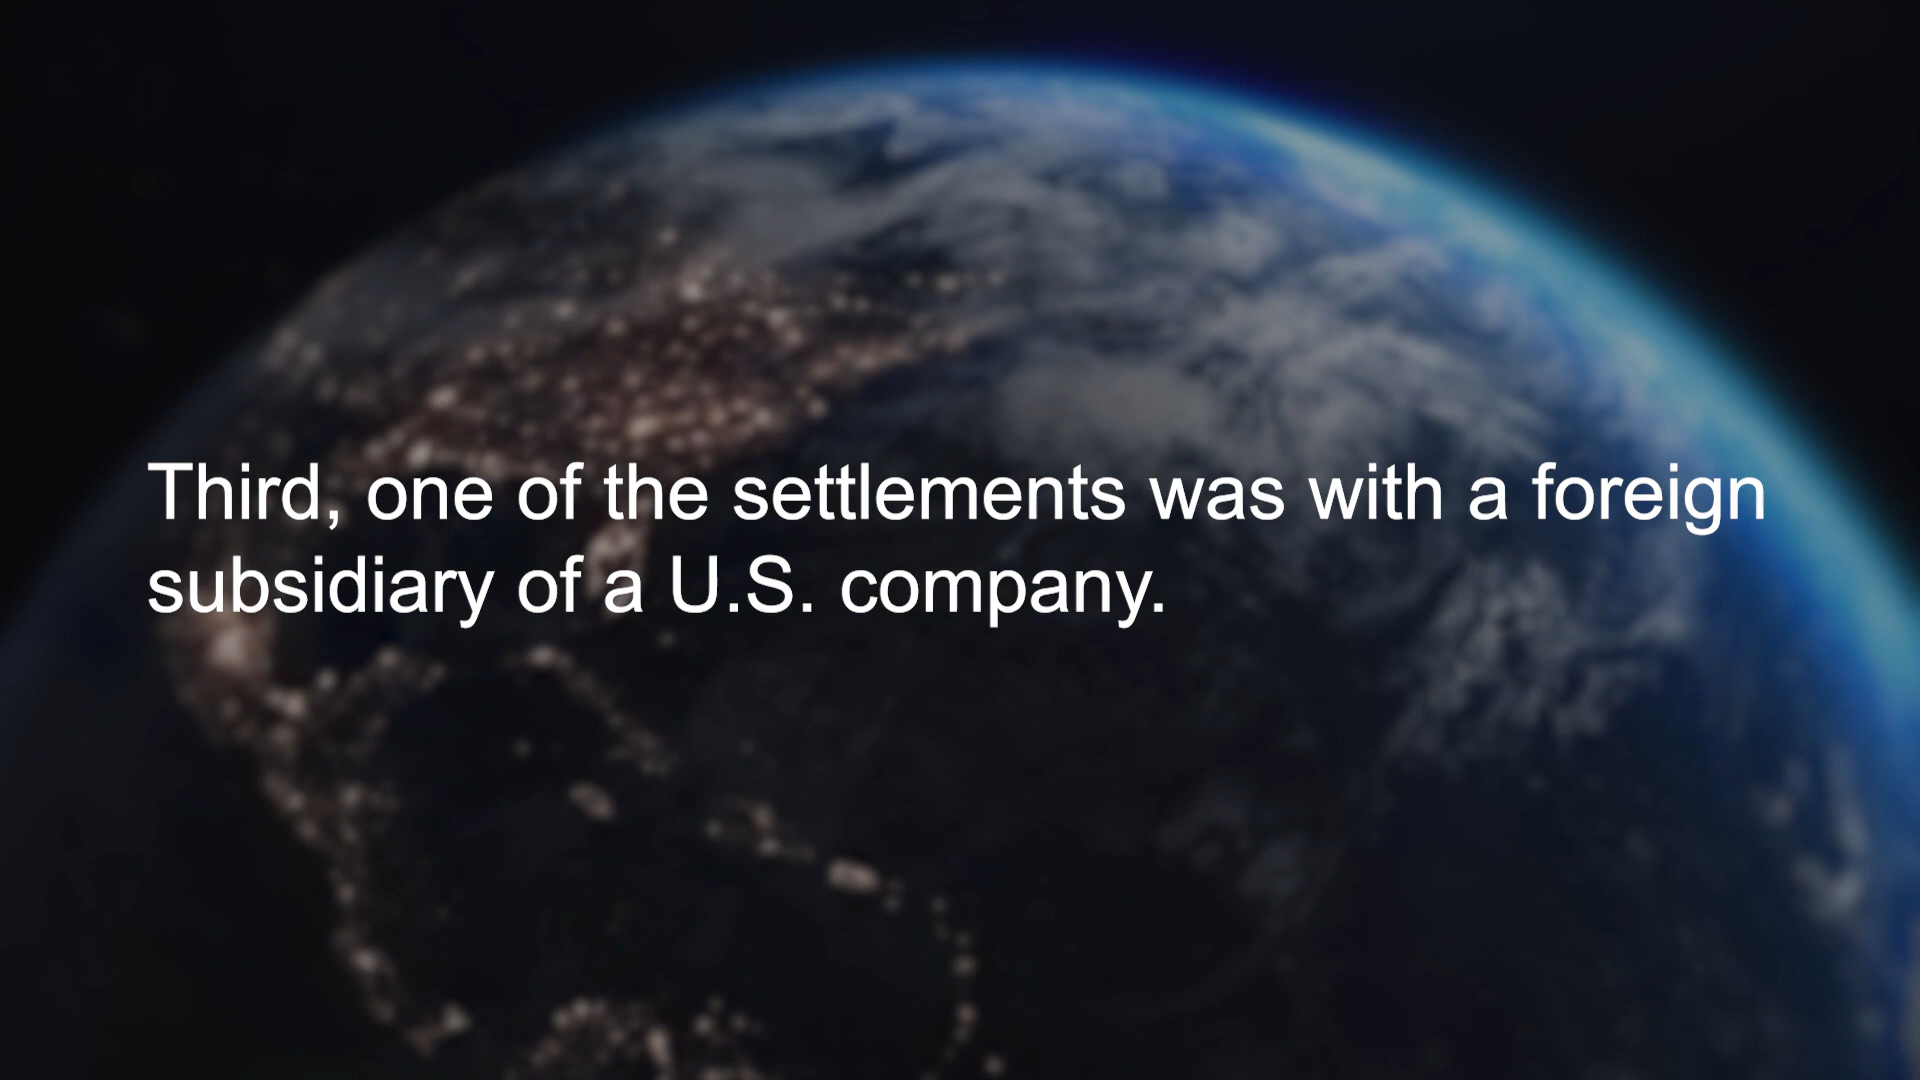 Third, one of the settlements was with a foreign
subsidiary of a U.S. company.